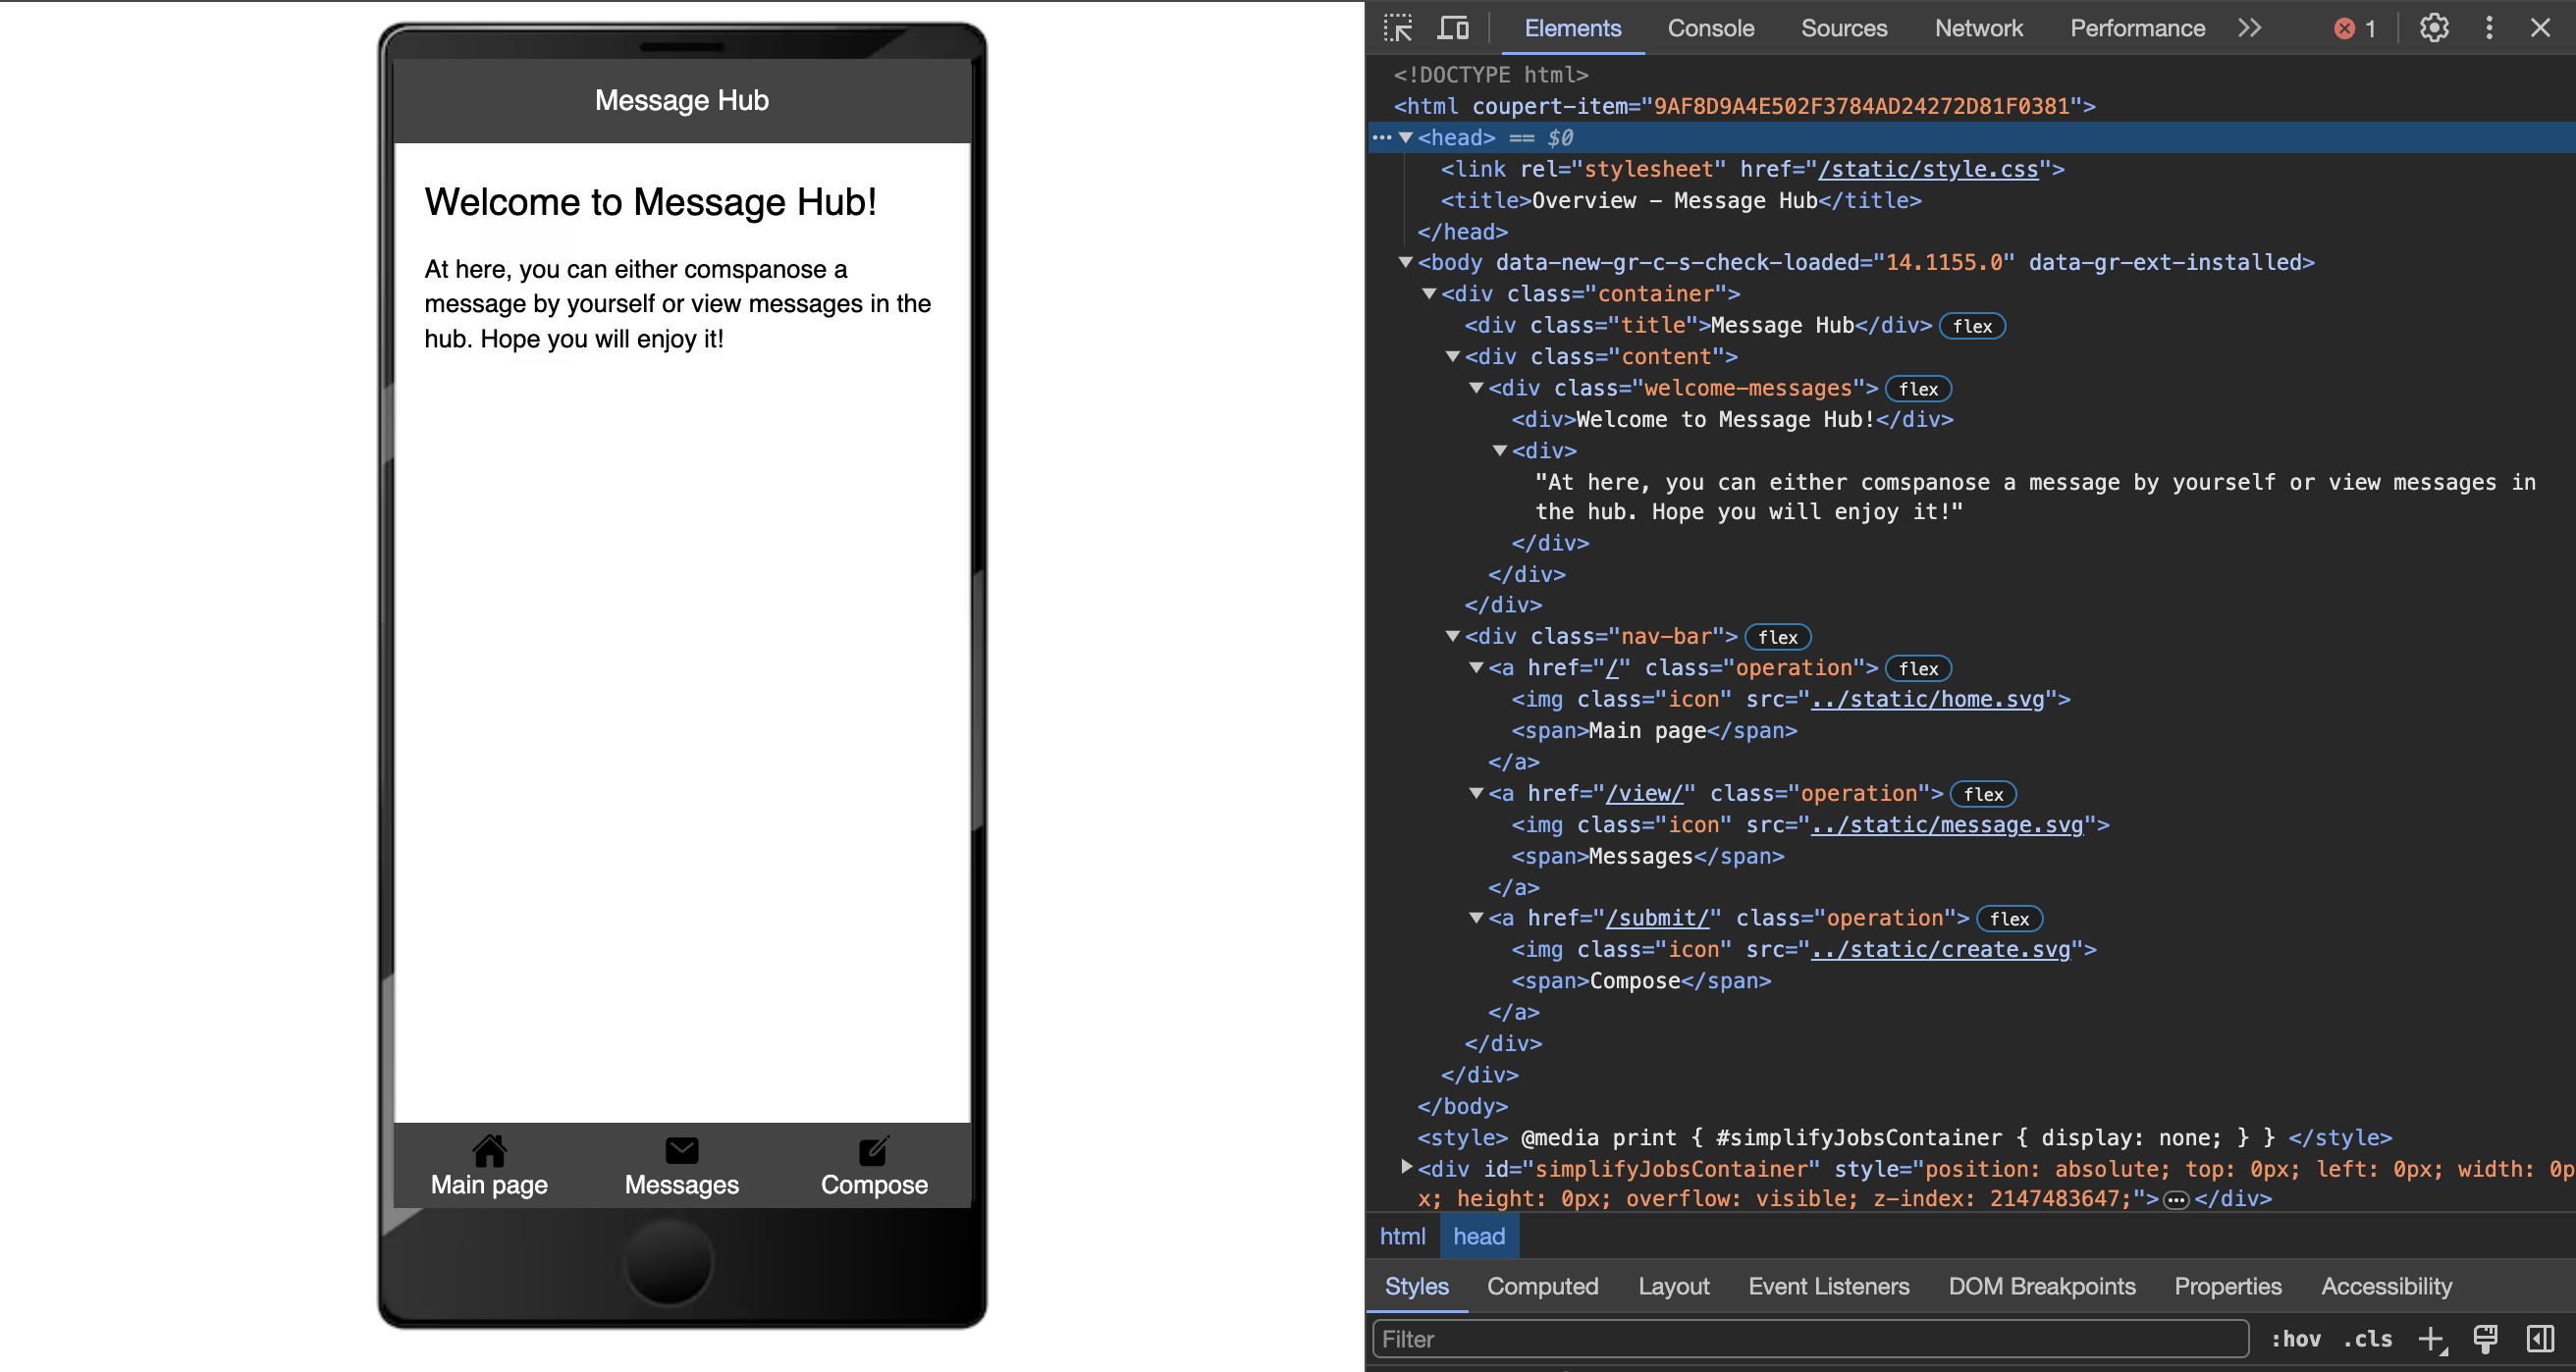 Message Hub
Welcome to Message Hub!
At here, you can either comspanose a
message by yourself or view messages in the
hub. Hope you will enjoy it!
Main page
Messages
Compose
Elements Console Sources Network Performance 1
<!DOCTYPE html>
<html coupert-item="9AF8D9A4E502F3784AD24272D81F0381">
<head> == $0
<link rel="stylesheet" href="/static/style.css">
<title>Overview - Message Hub</title>
</head>
<body data-new-gr-c-s-check-loaded="14.1155.0" data-gr-ext-installed>
<div class="container">
<div class="title">Message Hub</div> flex
<div class="content">
<div class="welcome-messages"> flex
<div>Welcome to Message Hub!</div>
<div>
"At here, you can either comspanose a message by yourself or view messages in
the hub. Hope you will enjoy it!"
</div>
</div>
</div>
<div class="nav-bar"> flex
<a href="/" class="operation"> flex
<img class="icon" src="../static/home.svg">
<span>Main page</span>
</a>
<a href="/view/" class="operation"> flex
<img class="icon" src="../static/message.svg">
<span>Messages</span>
</a>
<a href="/submit/" class="operation"> flex
<img class="icon" src="../static/create.svg">
<span>Compose</span>
</a>
</div>
</div>
</body>
<style> @media print { #simplifyJobsContainer { display: none; } } </style>
<div id="simplifyJobsContainer" style="position: absolute; top: 0px; left: 0px; width: 0p
x; height: 0px; overflow: visible; z-index: 2147483647;">…</div>
html head
Styles Computed Layout Event Listeners DOM Breakpoints Properties Accessibility
Filter :hov .cls